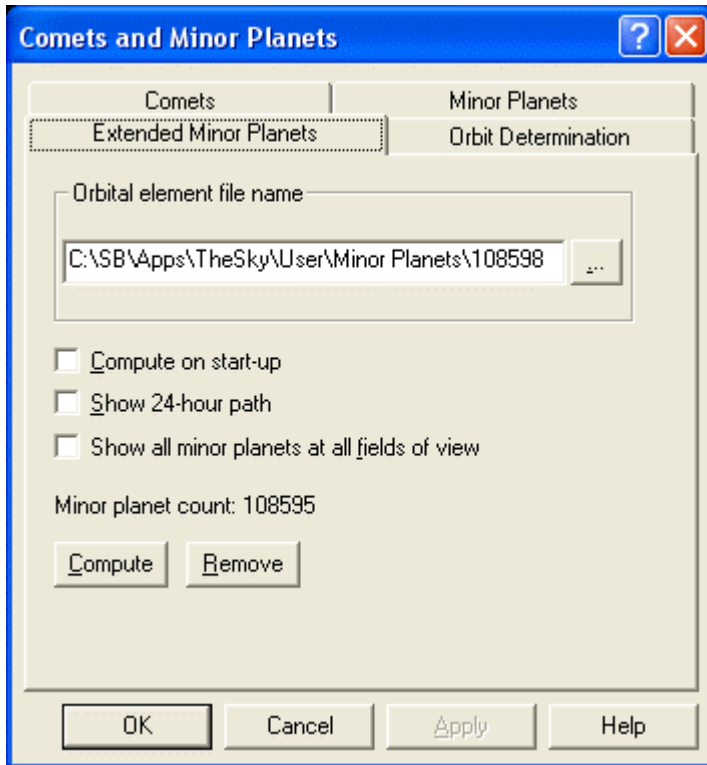 Comets and Minor Planets
Comets Minor Planets
Extended Minor Planets Orbit Determination
Orbital element file name
C:\SB\Apps\TheSky\User\Minor Planets\108598 ...
Compute on start-up
Show 24-hour path
Show all minor planets at all fields of view
Minor planet count: 108595
Compute Remove
OK Cancel Apply Help